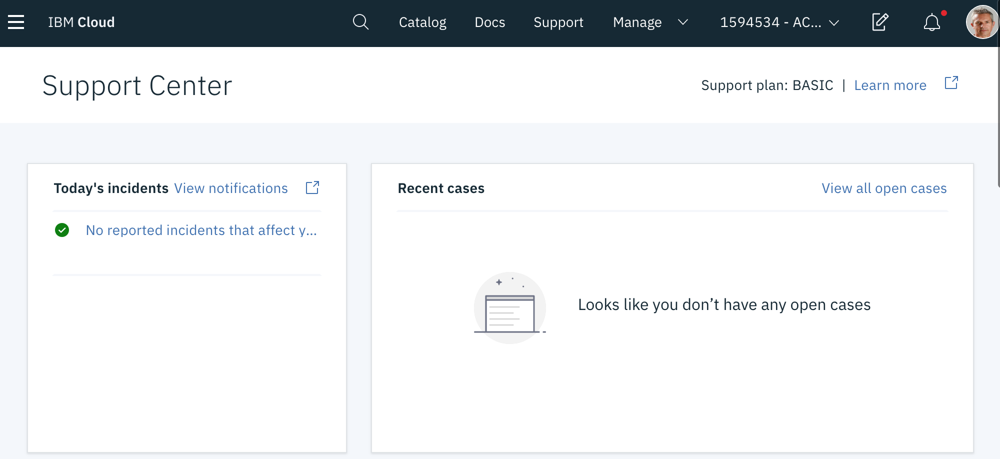 IBM Cloud Catalog Docs Support Manage 1594534 - AC...
Support Center
Support plan: BASIC | Learn more
Today's incidents View notifications
No reported incidents that affect y...
Recent cases
View all open cases
Looks like you don’t have any open cases